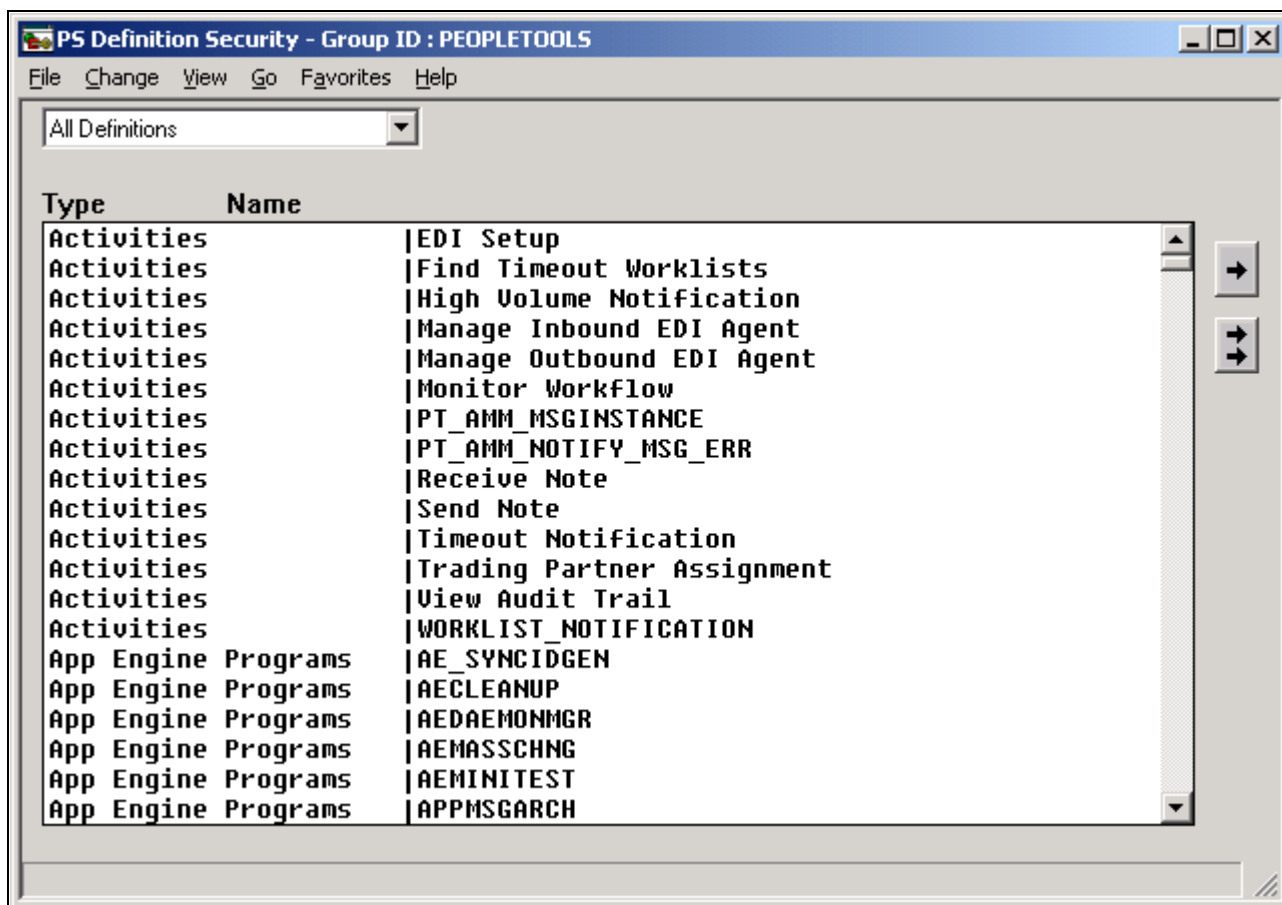 PS Definition Security - Group ID : PEOPLETOOLS
File Change View Go Favorites Help
All Definitions
Type Name
Activities |EDI Setup
Activities |Find Timeout Worklists
Activities |High Volume Notification
Activities |Manage Inbound EDI Agent
Activities |Manage Outbound EDI Agent
Activities |Monitor Workflow
Activities |PT_AMM_MSGINSTANCE
Activities |PT_AMM_NOTIFY_MSG_ERR
Activities |Receive Note
Activities |Send Note
Activities |Timeout Notification
Activities |Trading Partner Assignment
Activities |View Audit Trail
Activities |WORKLIST_NOTIFICATION
App Engine Programs |AE_SYNCIDGEN
App Engine Programs |AECLEANUP
App Engine Programs |AEDAEMONMGR
App Engine Programs |AEMASSCHNG
App Engine Programs |AEMINITEST
App Engine Programs |APPMSGARCH